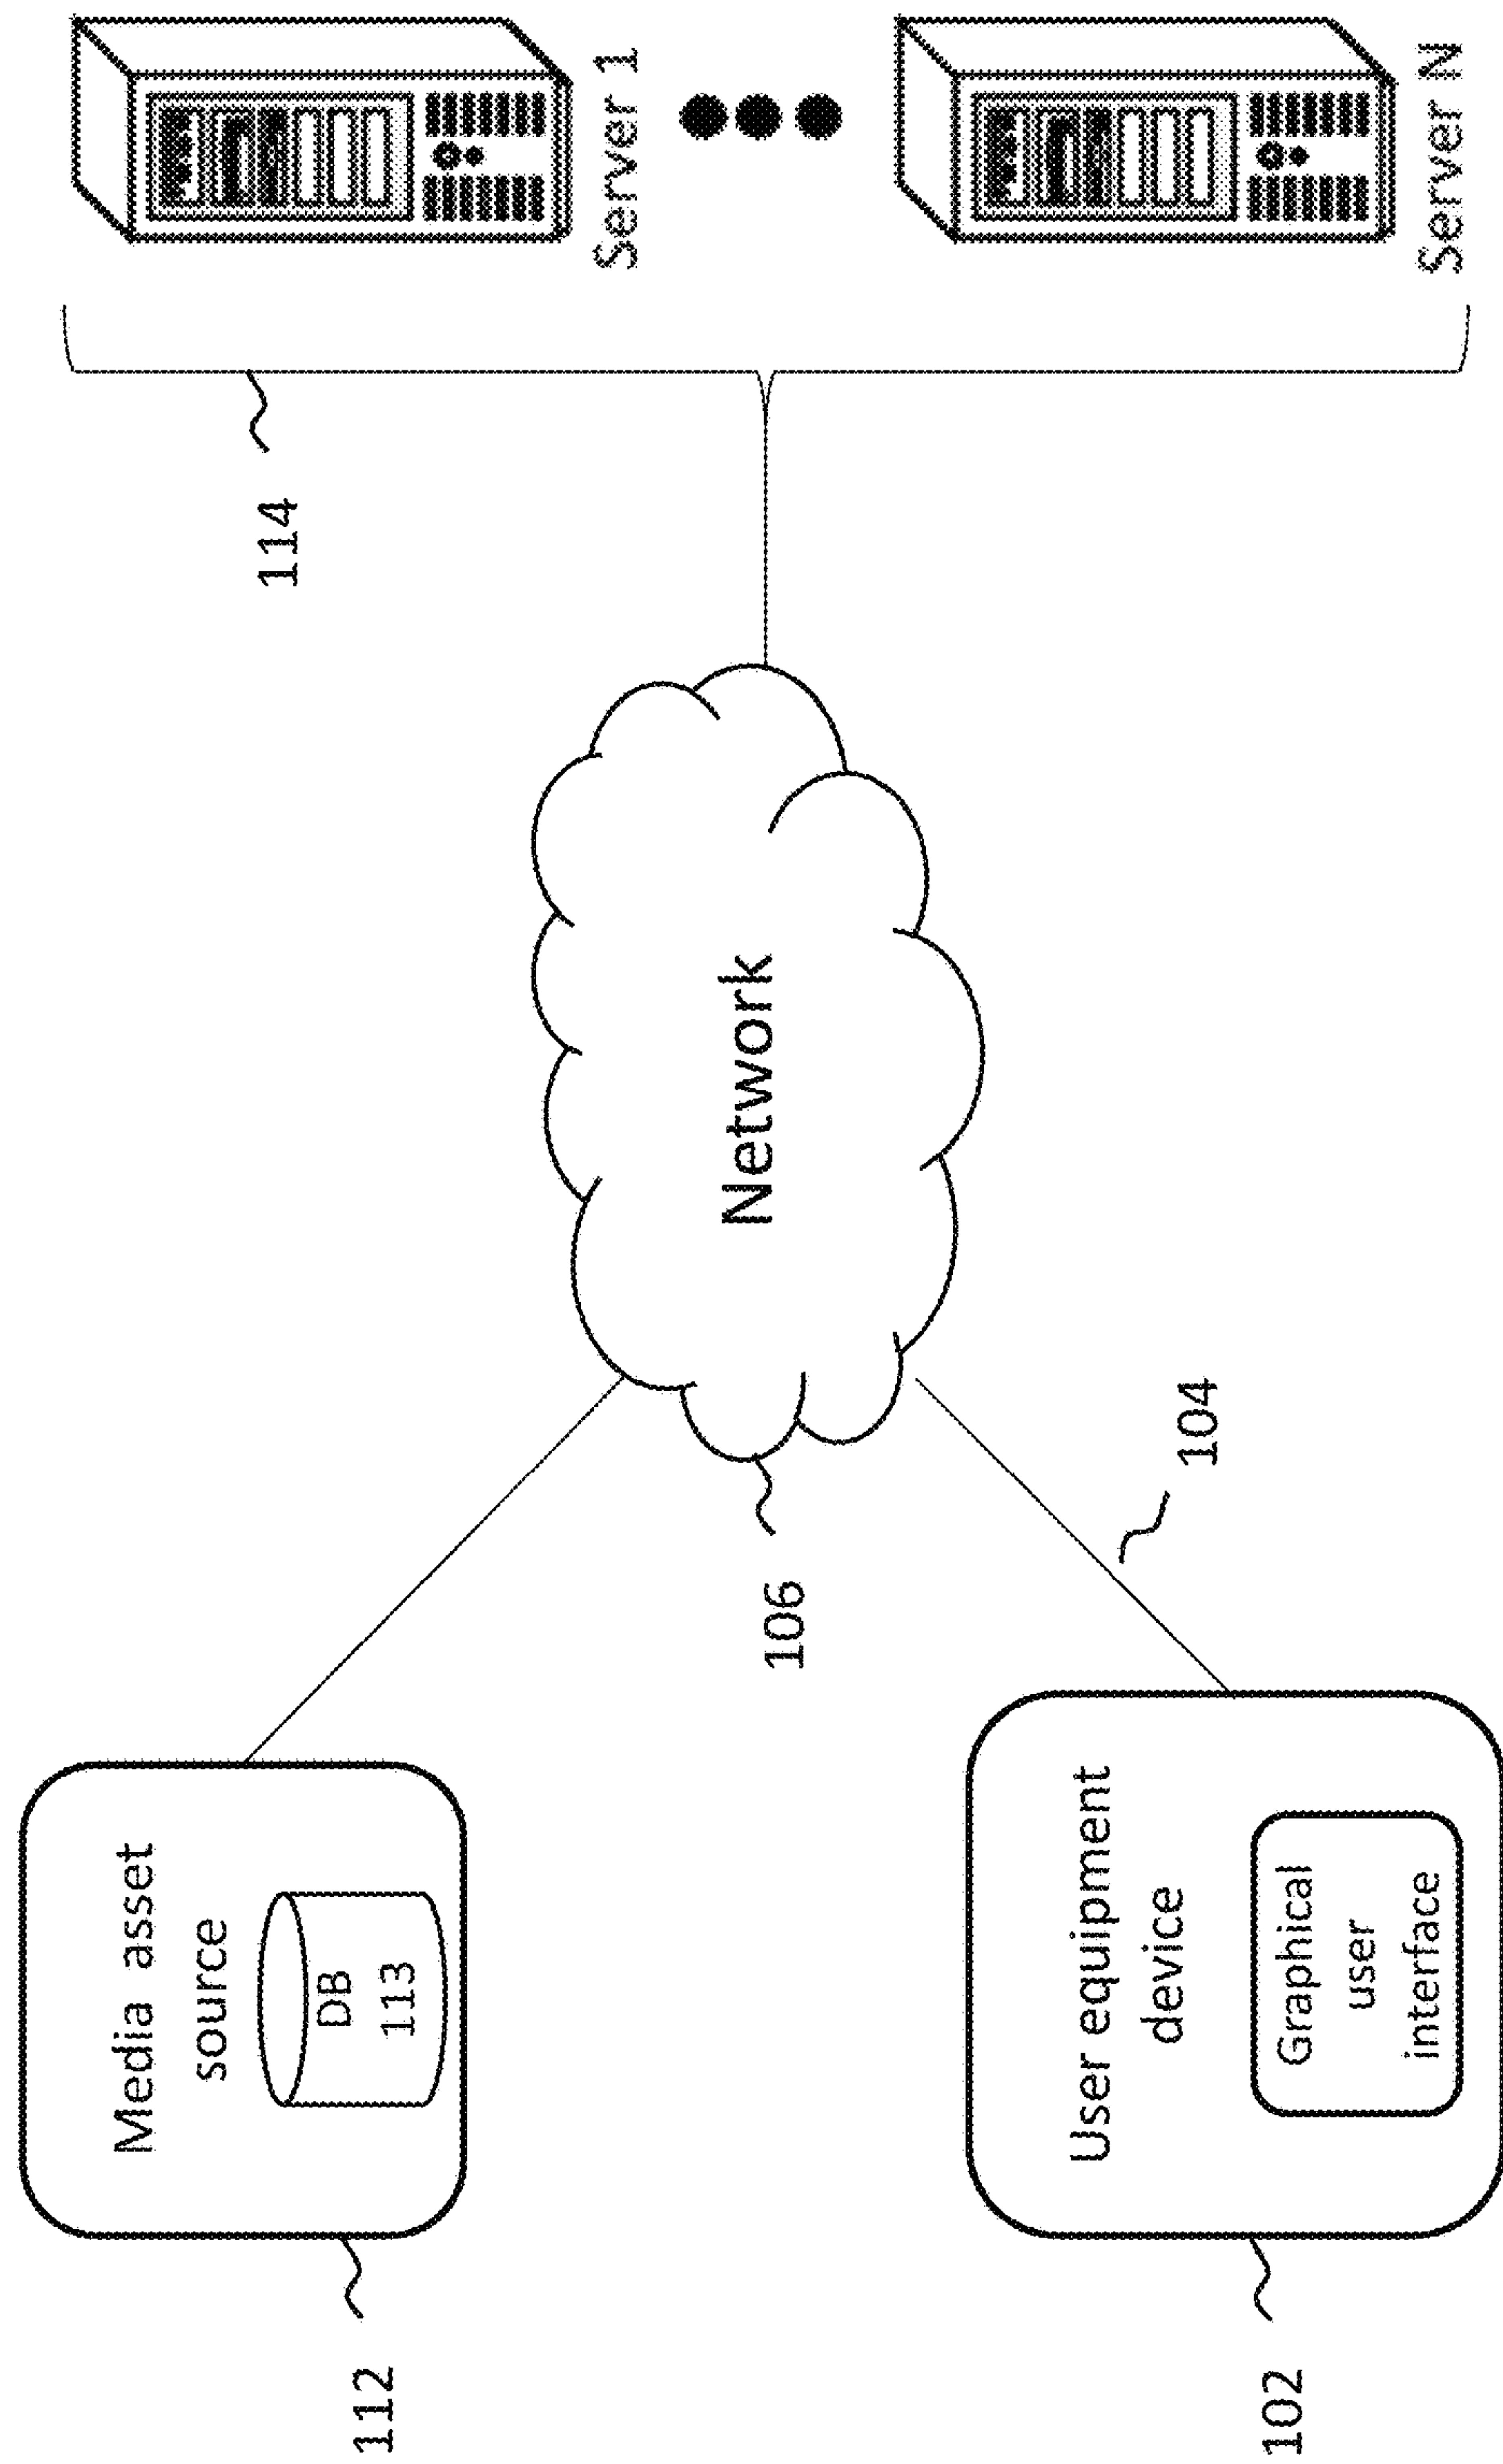 112
Media asset
source
DB
113
114
Server 1
Network
106
104
102
User equipment
device
Graphical
user
interface
Server N